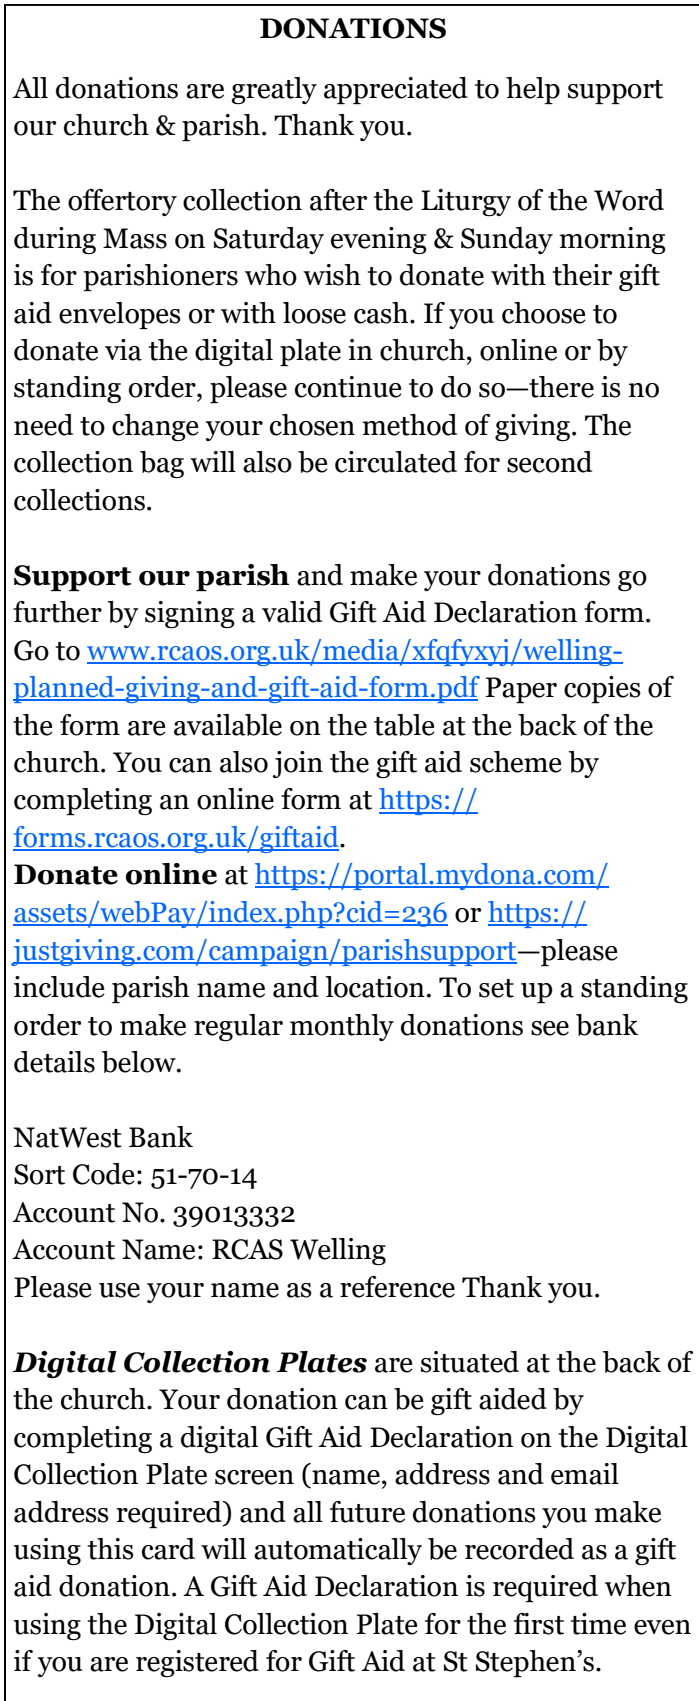 DONATIONS
All donations are greatly appreciated to help support
our church & parish. Thank you.
The offertory collection after the Liturgy of the Word
during Mass on Saturday evening & Sunday morning
is for parishioners who wish to donate with their gift
aid envelopes or with loose cash. If you choose to
donate via the digital plate in church, online or by
standing order, please continue to do so—there is no
need to change your chosen method of giving. The
collection bag will also be circulated for second
collections.
Support our parish and make your donations go
further by signing a valid Gift Aid Declaration form.
Go to www.rcaos.org.uk/media/xfqfyxyj/welling-
planned-giving-and-gift-aid-form.pdf Paper copies of
the form are available on the table at the back of the
church. You can also join the gift aid scheme by
completing an online form at https://
forms.rcaos.org.uk/giftaid.
Donate online at https://portal.mydona.com/
assets/webPay/index.php?cid=236 or https://
justgiving.com/campaign/parishsupport—please
include parish name and location. To set up a standing
order to make regular monthly donations see bank
details below.
NatWest Bank
Sort Code: 51-70-14
Account No. 39013332
Account Name: RCAS Welling
Please use your name as a reference Thank you.
Digital Collection Plates are situated at the back of
the church. Your donation can be gift aided by
completing a digital Gift Aid Declaration on the Digital
Collection Plate screen (name, address and email
address required) and all future donations you make
using this card will automatically be recorded as a gift
aid donation. A Gift Aid Declaration is required when
using the Digital Collection Plate for the first time even
if you are registered for Gift Aid at St Stephen’s.